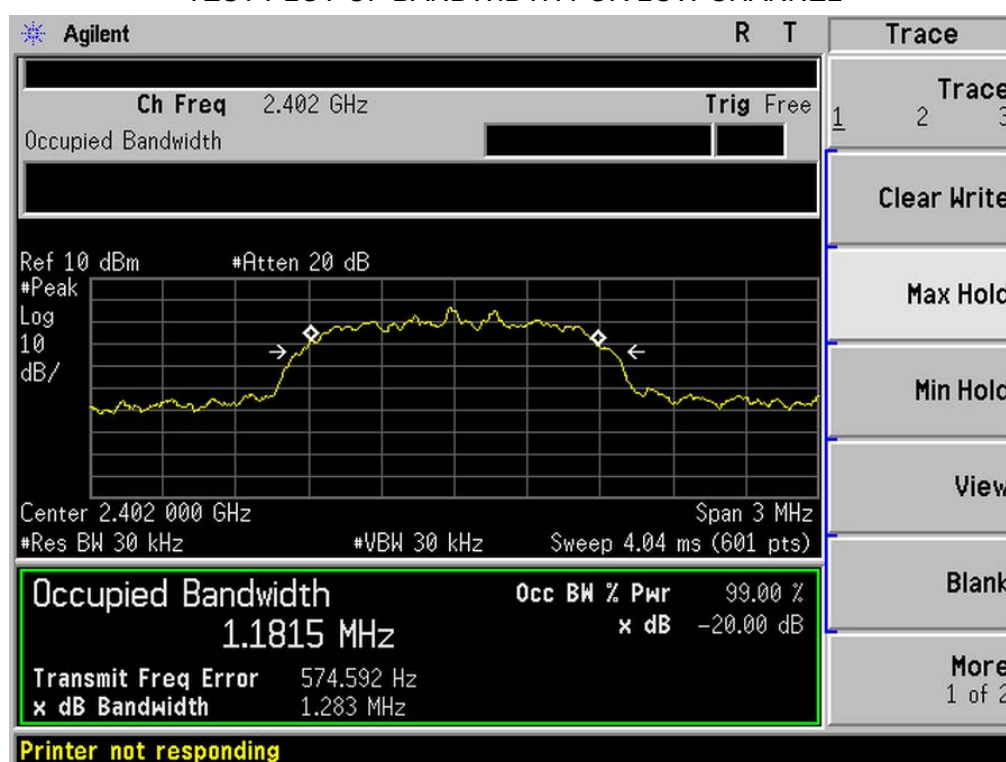 Agilent R T Trace
Ch Freq 2.402 GHz Trig Free
Occupied Bandwidth
Trace
1 2 3
Clear Write
Ref 10 dBm #Atten 20 dB
#Peak
Log
10
dB/
Max Hold
Min Hold
View
Center 2.402 000 GHz Span 3 MHz
#Res BW 30 kHz #VBW 30 kHz Sweep 4.04 ms (601 pts)
Blank
Occupied Bandwidth Occ BW % Pwr 99.00 %
1.1815 MHz x dB -20.00 dB
Transmit Freq Error 574.592 Hz
x dB Bandwidth 1.283 MHz
More
1 of 2
Printer not responding